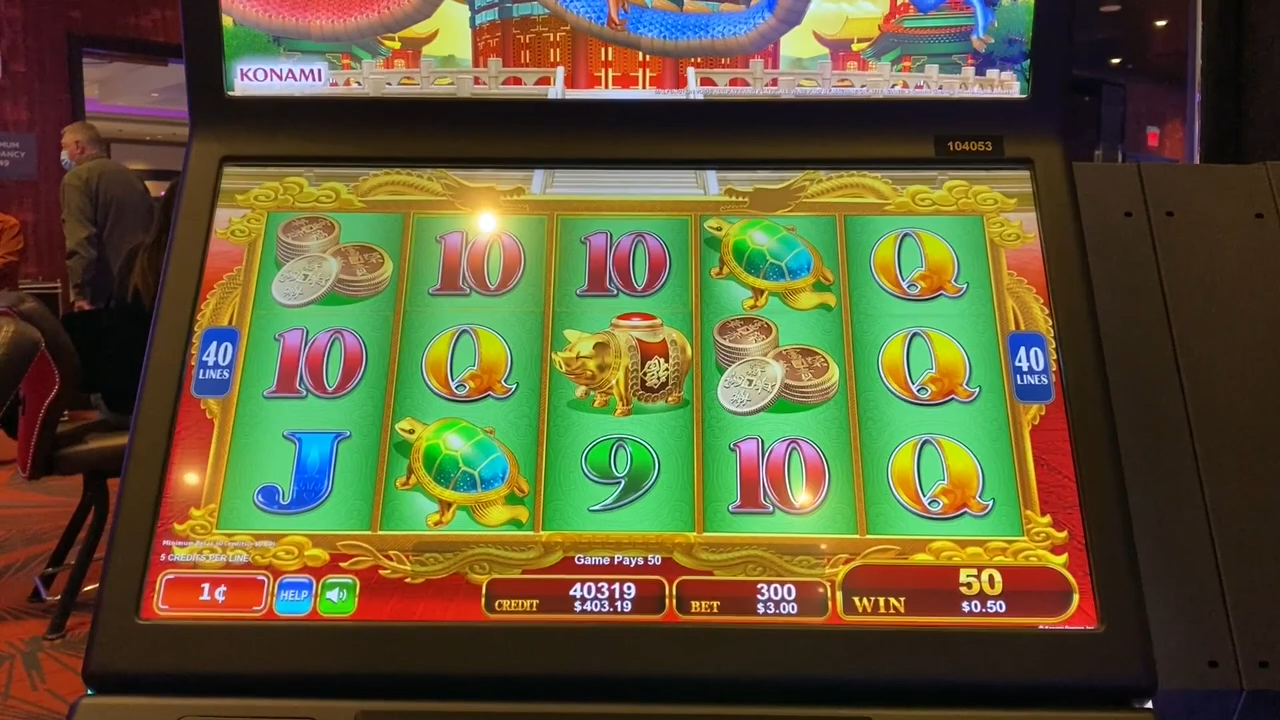 KONAMI
104053
10 10 Q
10 Q Q
J 9 10 Q
40 LINES
40 LINES
5 CREDITS PER LINE
Game Pays 50
1¢
HELP
CREDIT 40319
$403.19
BET 300
$3.00
WIN 50
$0.50